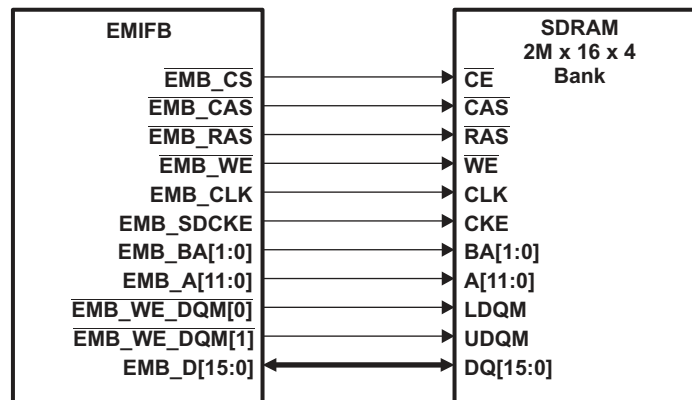 EMIFB
EMB_CS
EMB_CAS
EMB_RAS
EMB_WE
EMB_CLK
EMB_SDCKE
EMB_BA[1:0]
EMB_A[11:0]
EMB_WE_DQM[0]
EMB_WE_DQM[1]
EMB_D[15:0]
SDRAM
2M x 16 x 4
Bank
CE
CAS
RAS
WE
CLK
CKE
BA[1:0]
A[11:0]
LDQM
UDQM
DQ[15:0]